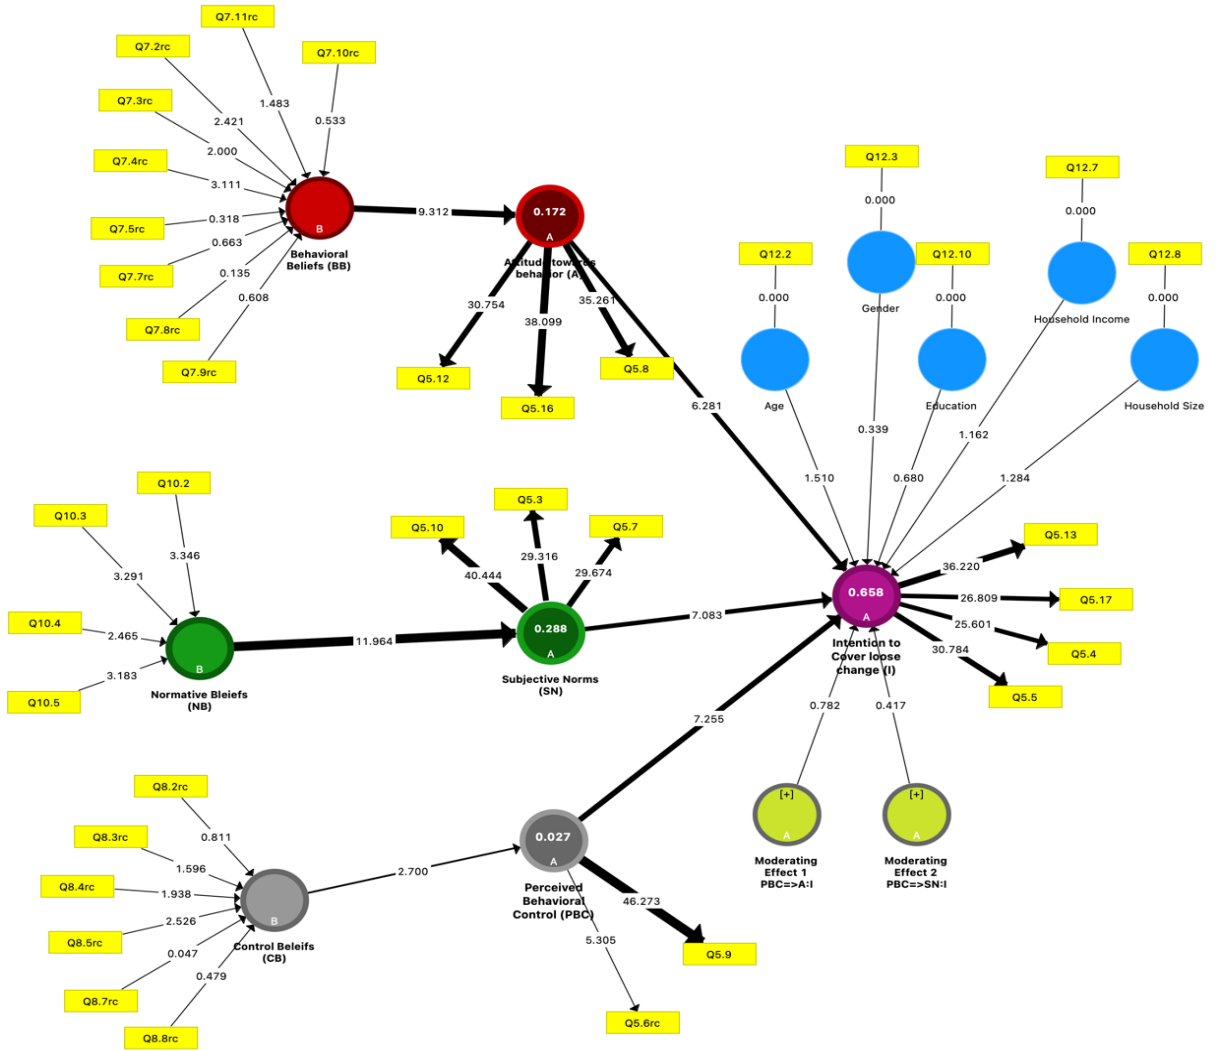 Q7.11rc
Q7.2rc
Q7.10rc
Q7.3rc
Q7.4rc
Q7.5rc
Q7.7rc
Q7.8rc
Q7.9rc
1.483
0.533
2.421
2.000
3.111
0.318
0.663
0.135
0.608
B
Behavioral
Beliefs (BB)
9.312
0.172
A
Attitude towards
behavior (A)
30.754
38.099
35.261
Q5.12
Q5.16
Q5.8
6.281
Q12.3
Q12.7
Q12.2
Q12.10
Q12.8
0.000
0.000
0.000
0.000
0.000
Gender
Household Income
Age
Education
Household Size
1.510
0.339
0.680
1.162
1.284
Q10.2
Q10.3
Q10.4
Q10.5
3.346
3.291
2.465
3.183
B
Normative Bleiefs
(NB)
11.964
Q5.3
Q5.10
Q5.7
40.444
29.316
29.674
0.288
A
Subjective Norms
(SN)
7.083
0.658
A
Intention to
Cover loose
change (I)
36.220
26.809
25.601
30.784
Q5.13
Q5.17
Q5.4
Q5.5
7.255
0.782
0.417
[+]
A
Moderating
Effect 1
PBC=>A:I
[+]
A
Moderating
Effect 2
PBC=>SN:I
Q8.2rc
Q8.3rc
Q8.4rc
Q8.5rc
Q8.7rc
Q8.8rc
0.811
1.596
1.938
2.526
0.047
0.479
B
Control Beleifs
(CB)
2.700
0.027
A
Perceived
Behavioral
Control (PBC)
46.273
5.305
Q5.9
Q5.6rc